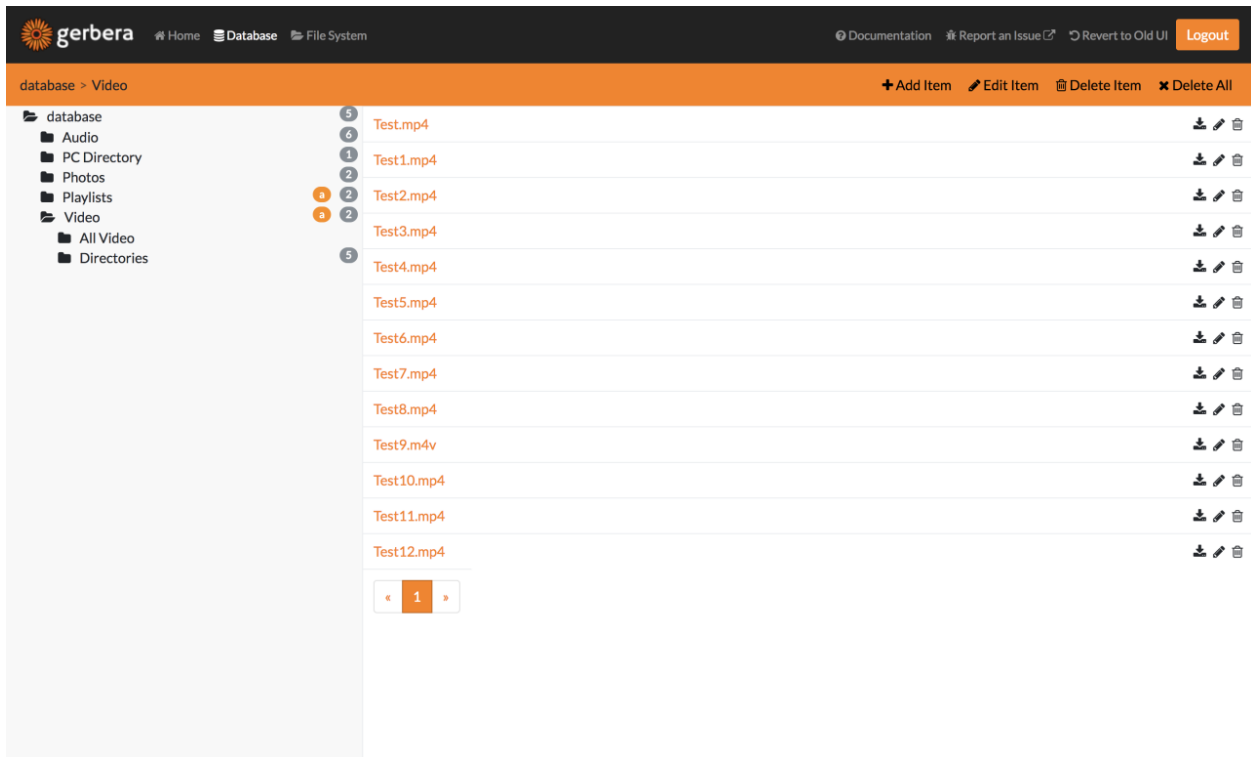 gerbera Home Database File System Documentation Report an Issue Revert to Old UI Logout
database > Video Add Item Edit Item Delete Item Delete All
database 5
Audio 6
PC Directory 1
Photos 2
Playlists a 2
Video a 2
All Video
Directories 5
Test.mp4
Test1.mp4
Test2.mp4
Test3.mp4
Test4.mp4
Test5.mp4
Test6.mp4
Test7.mp4
Test8.mp4
Test9.m4v
Test10.mp4
Test11.mp4
Test12.mp4
« 1 »